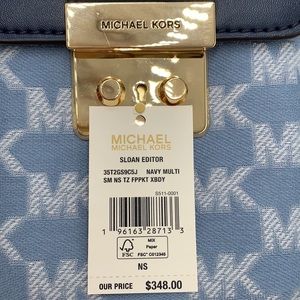 MICHAEL KORS
MICHAEL
MICHAEL KORS
SLOAN EDITOR
35T2GS9C5J NAVY MULTI
SM NS TZ FPPKT XBDY
S511-0001
1 96163 28713 3
FSC
MIX
Paper
FSC® C012345
NS
OUR PRICE $348.00